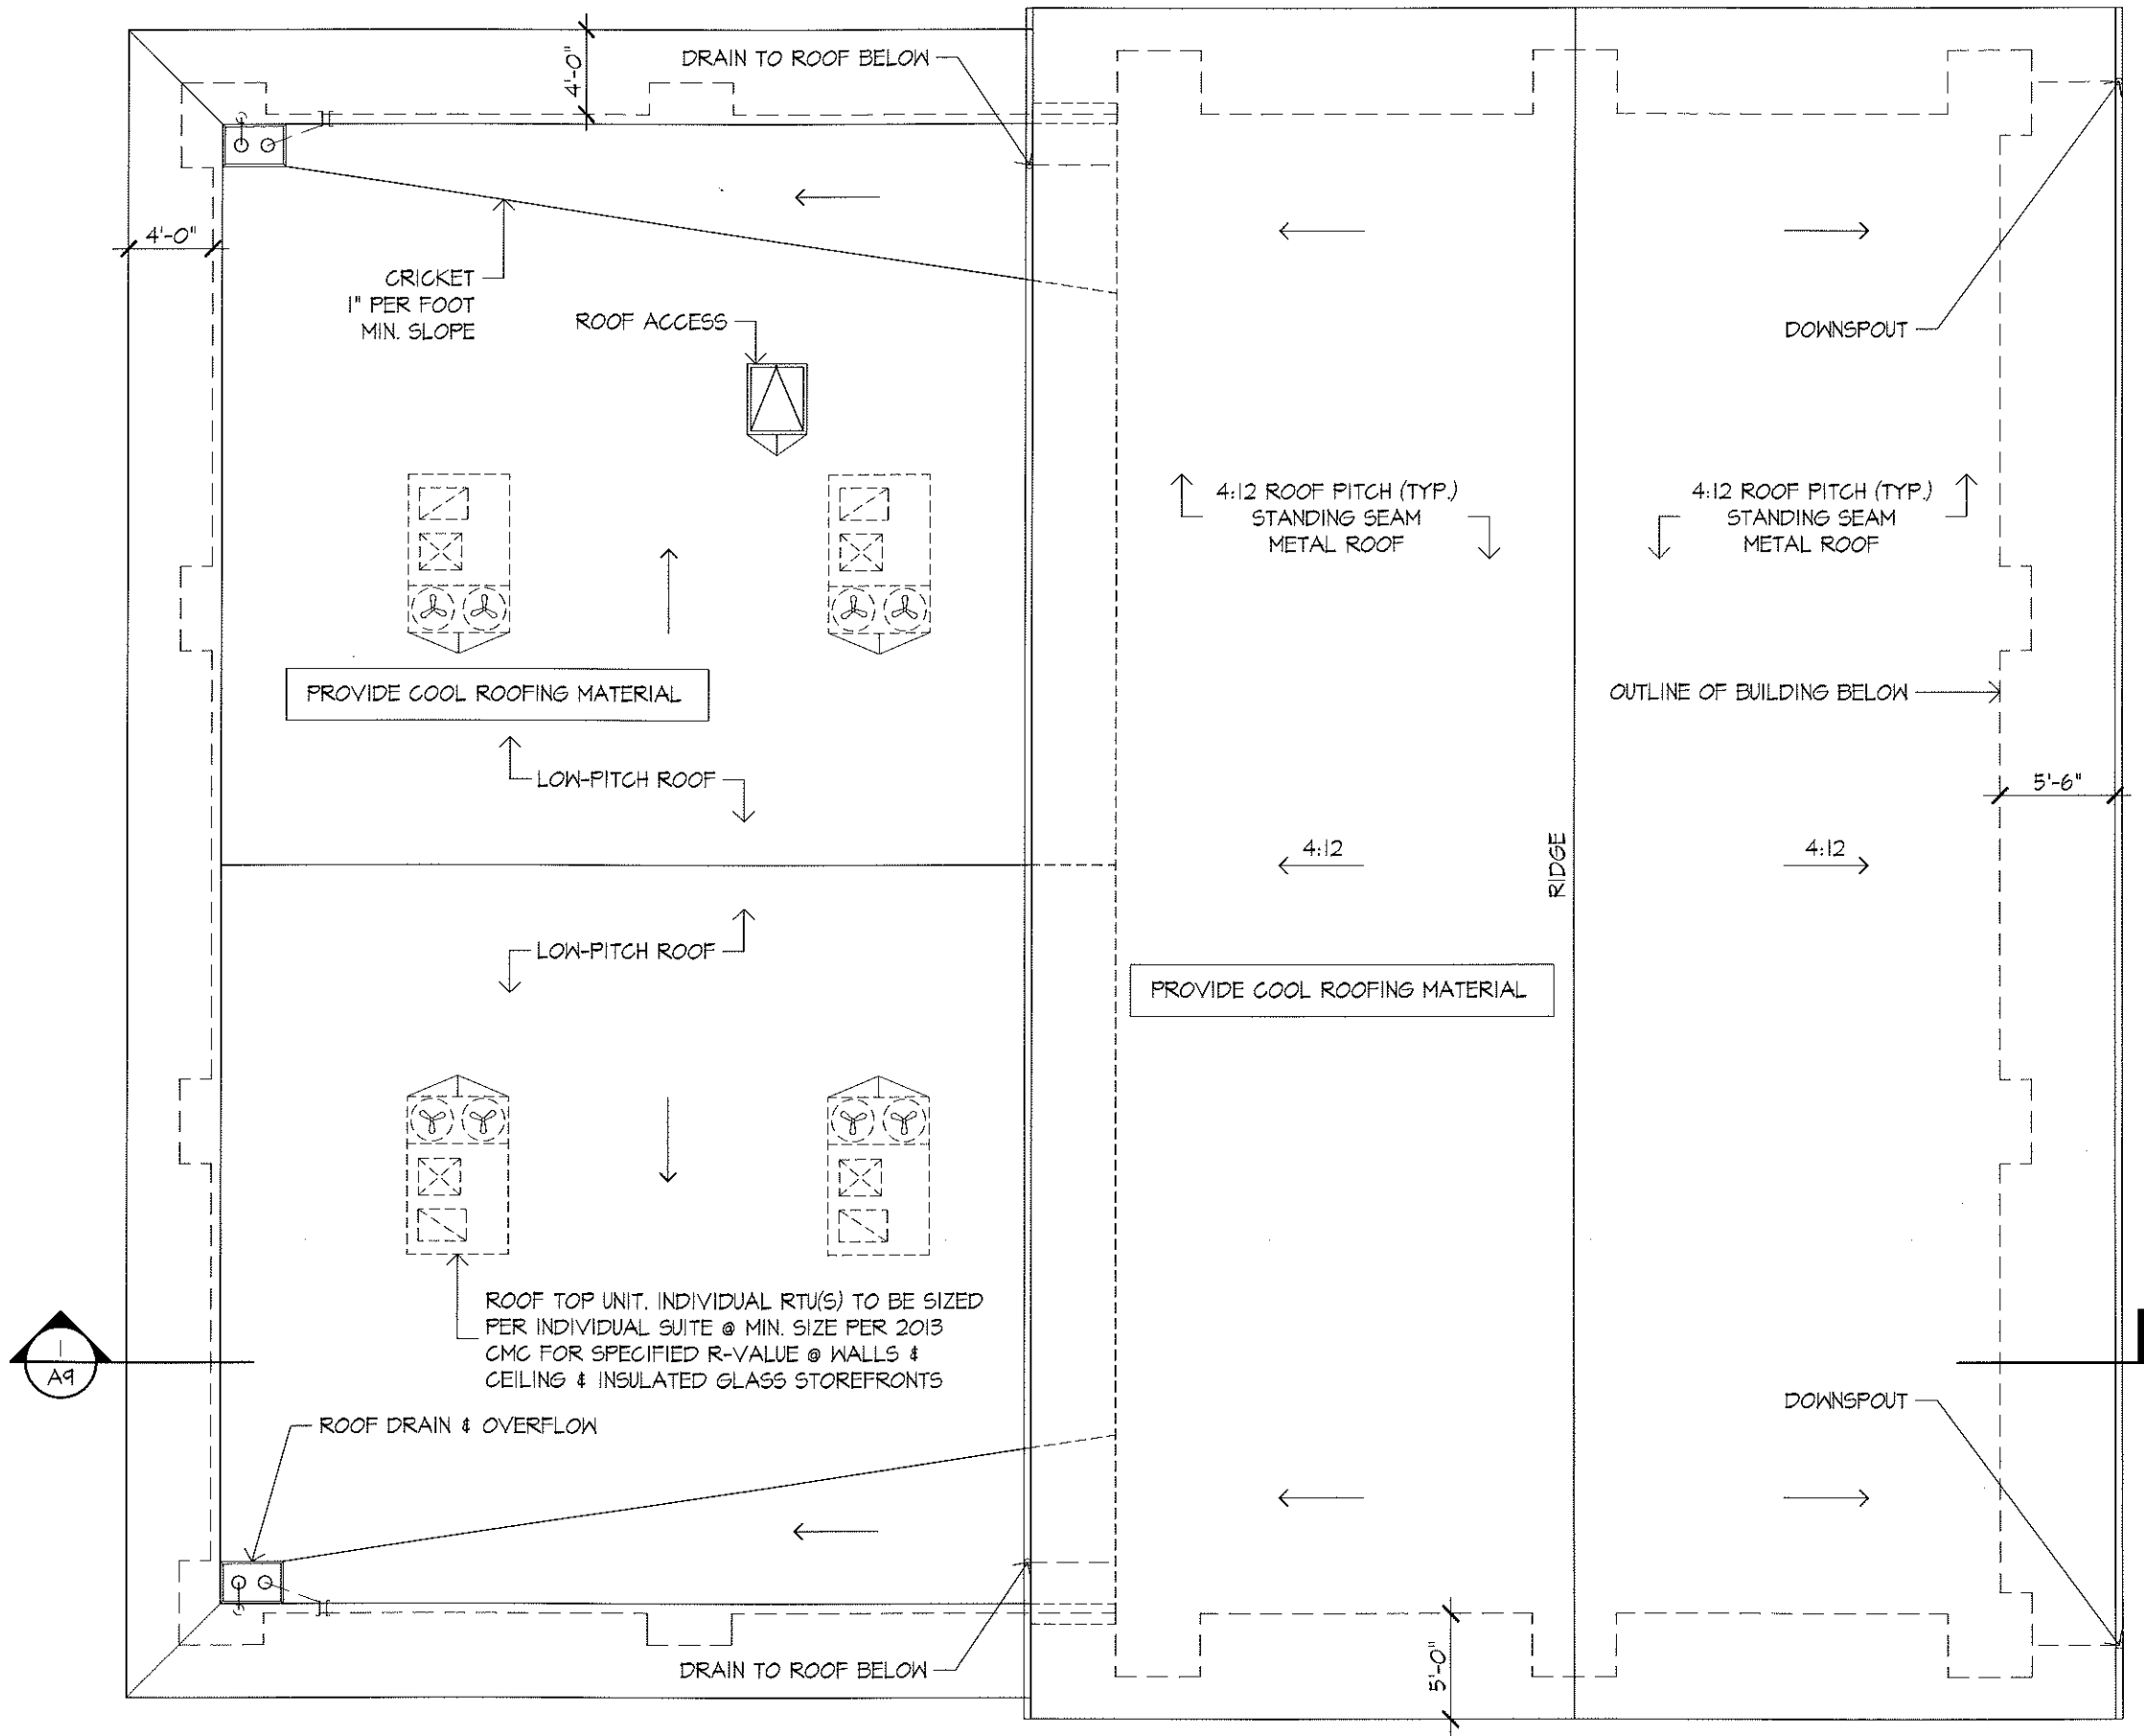 DRAIN TO ROOF BELOW
4'-0"
4'-0"
CRICKET
1" PER FOOT
MIN. SLOPE
ROOF ACCESS
DOWNSPOUT
4:12 ROOF PITCH (TYP.)
STANDING SEAM
METAL ROOF
4:12 ROOF PITCH (TYP.)
STANDING SEAM
METAL ROOF
PROVIDE COOL ROOFING MATERIAL
OUTLINE OF BUILDING BELOW
LOW-PITCH ROOF
5'-6"
4:12
RIDGE
4:12
LOW-PITCH ROOF
PROVIDE COOL ROOFING MATERIAL
ROOF TOP UNIT. INDIVIDUAL RTU(S) TO BE SIZED
PER INDIVIDUAL SUITE @ MIN. SIZE PER 2013
CMC FOR SPECIFIED R-VALUE @ WALLS &
CEILING & INSULATED GLASS STOREFRONTS
1
A9
DOWNSPOUT
ROOF DRAIN & OVERFLOW
DRAIN TO ROOF BELOW
5'-0"